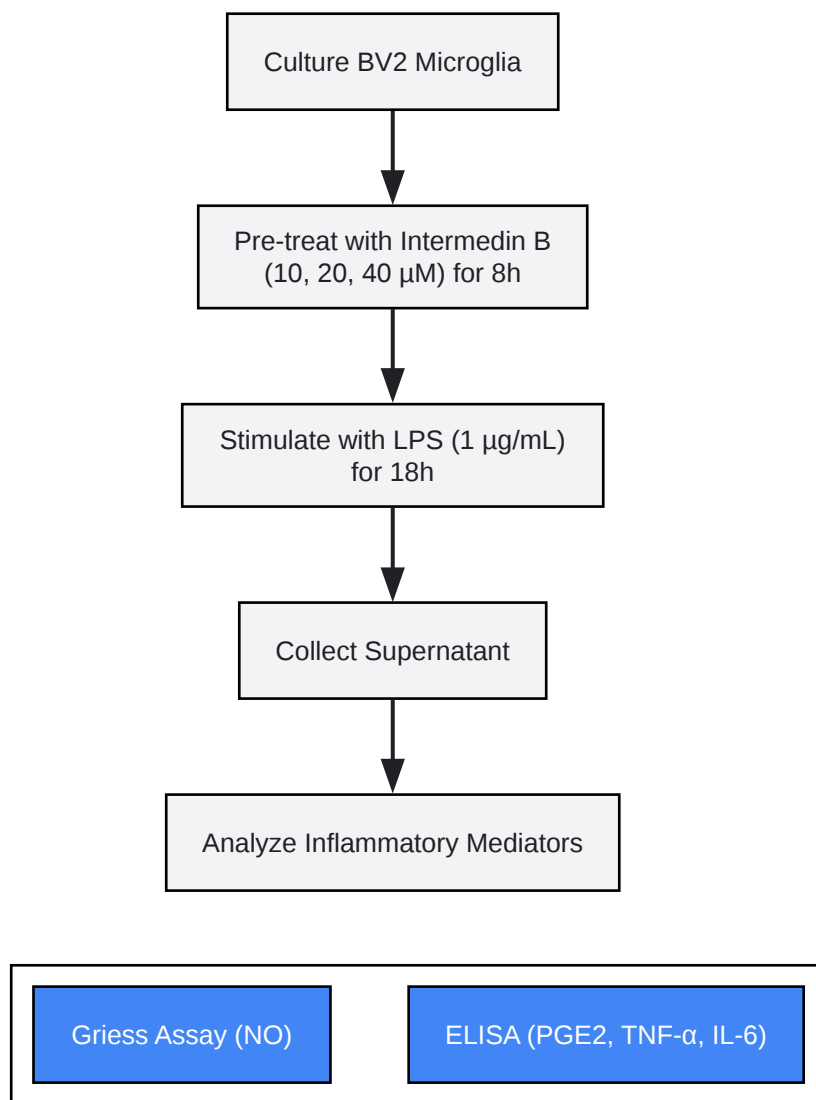 Culture BV2 Microglia
Pre-treat with Intermedin B
(10, 20, 40 µM) for 8h
Stimulate with LPS (1 µg/mL)
for 18h
Collect Supernatant
Analyze Inflammatory Mediators
Griess Assay (NO)
ELISA (PGE2, TNF-α, IL-6)